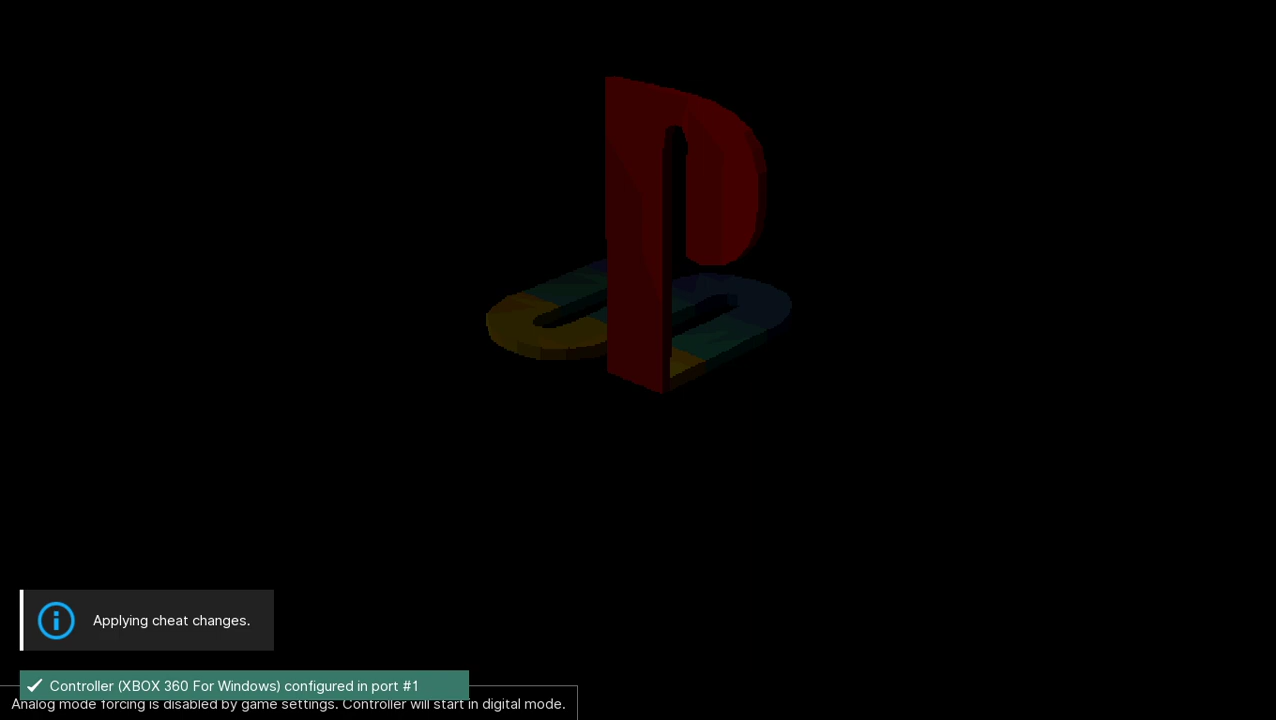 Applying cheat changes.
Controller (XBOX 360 For Windows) configured in port #1
Analog mode forcing is disabled by game settings. Controller will start in digital mode.